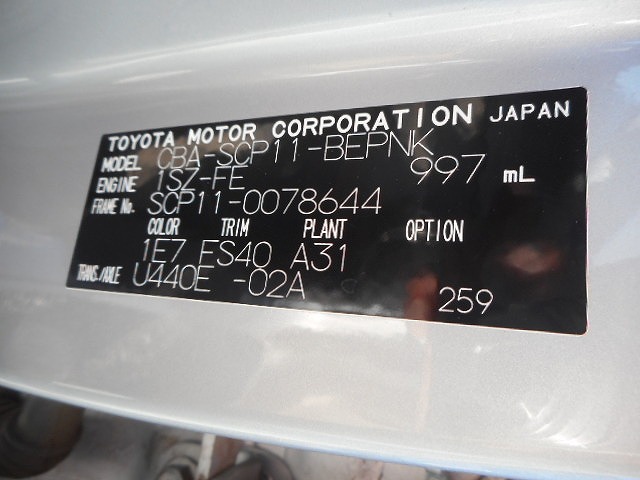 TOYOTA MOTOR CORPORATION JAPAN
MODEL CBA-SCP11-BEPNK
ENGINE 1SZ-FE 997 mL
FRAME No. SCP11-0078644
COLOR TRIM PLANT OPTION
1E7 FS40 A31
TRANS./AXLE U440E -02A
259